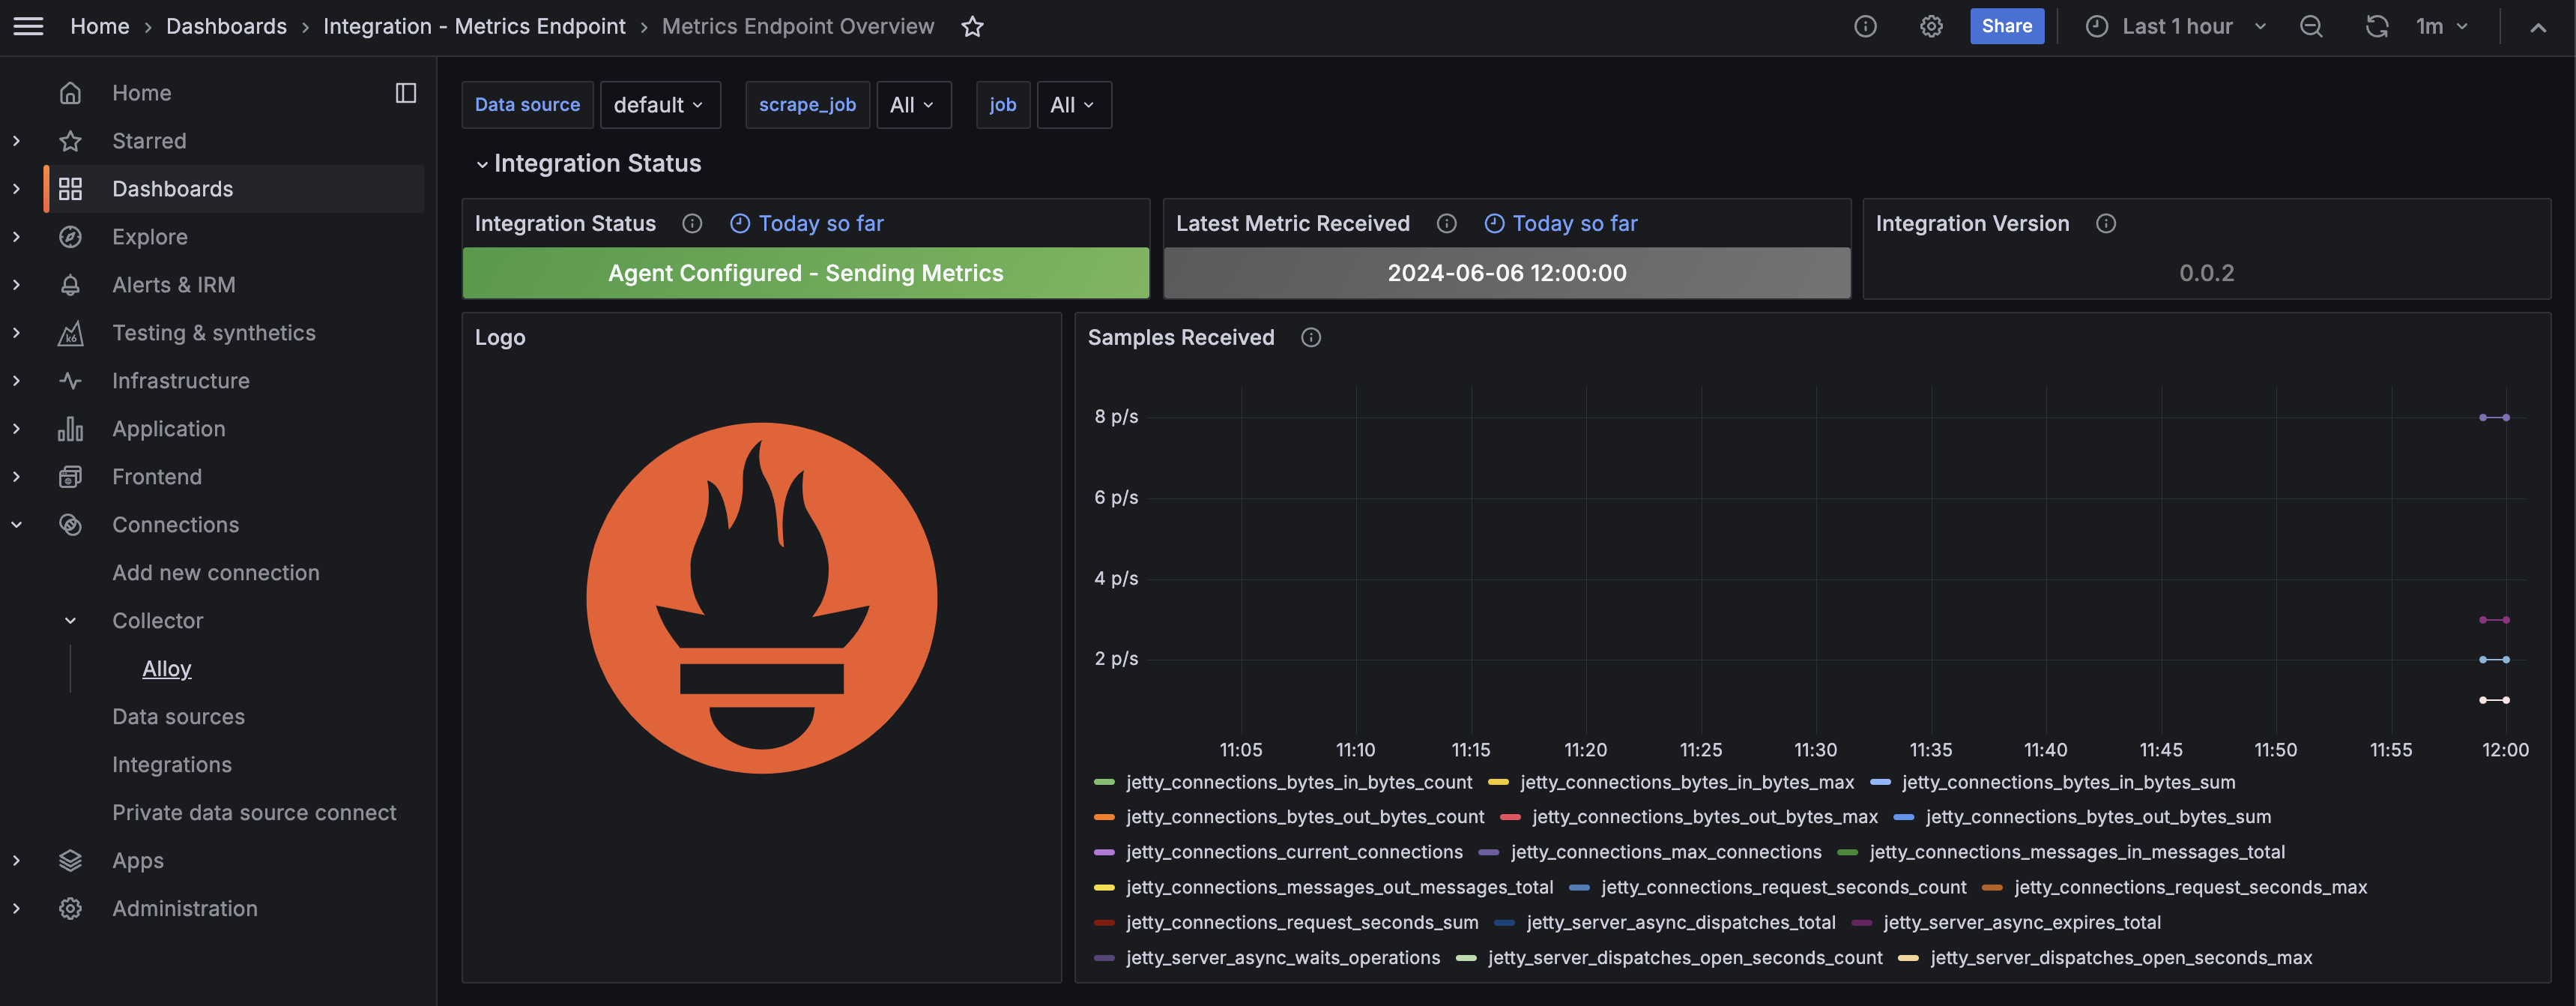 Home › Dashboards › Integration - Metrics Endpoint › Metrics Endpoint Overview
Share
Last 1 hour
1m
Home
Starred
Dashboards
Explore
Alerts & IRM
Testing & synthetics
k6
Infrastructure
Application
Frontend
Connections
Add new connection
Collector
Alloy
Data sources
Integrations
Private data source connect
Apps
Administration
Data source default scrape_job All job All
Integration Status
Integration Status Today so far
Agent Configured - Sending Metrics
Latest Metric Received Today so far
2024-06-06 12:00:00
Integration Version
0.0.2
Logo
Samples Received
8 p/s
6 p/s
4 p/s
2 p/s
11:05 11:10 11:15 11:20 11:25 11:30 11:35 11:40 11:45 11:50 11:55 12:00
jetty_connections_bytes_in_bytes_count jetty_connections_bytes_in_bytes_max jetty_connections_bytes_in_bytes_sum
jetty_connections_bytes_out_bytes_count jetty_connections_bytes_out_bytes_max jetty_connections_bytes_out_bytes_sum
jetty_connections_current_connections jetty_connections_max_connections jetty_connections_messages_in_messages_total
jetty_connections_messages_out_messages_total jetty_connections_request_seconds_count jetty_connections_request_seconds_max
jetty_connections_request_seconds_sum jetty_server_async_dispatches_total jetty_server_async_expires_total
jetty_server_async_waits_operations jetty_server_dispatches_open_seconds_count jetty_server_dispatches_open_seconds_max